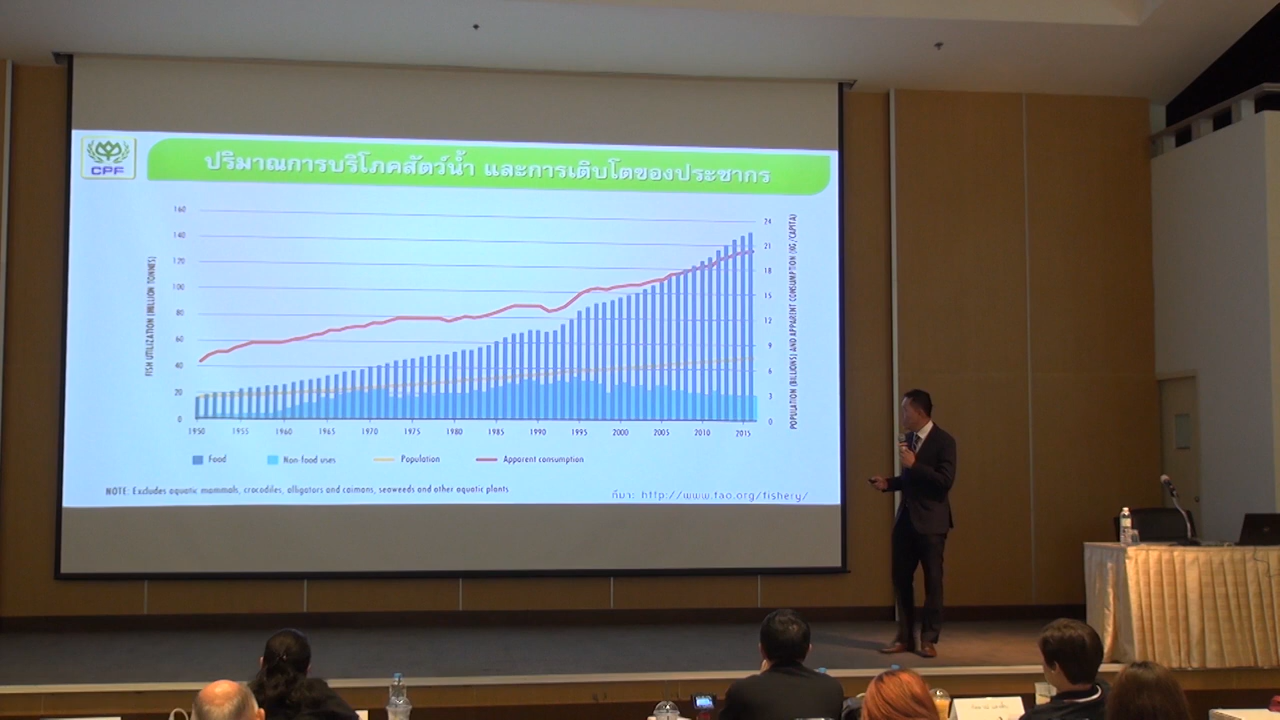 CPF
ปริมาณการบริโภคสัตว์น้ำ และการเติบโตของประชากร
FISH UTILIZATION (MILLION TONNES)
160
140
120
100
80
60
40
20
0
24
21
18
15
12
9
6
3
0
POPULATION (BILLIONS) AND APPARENT CONSUMPTION (KG/CAPITA)
1950 1955 1960 1965 1970 1975 1980 1985 1990 1995 2000 2005 2010 2015
Food Non-food uses Population Apparent consumption
NOTE: Excludes aquatic mammals, crocodiles, alligators and caimans, seaweeds and other aquatic plants
ที่มา: http://www.fao.org/fishery/